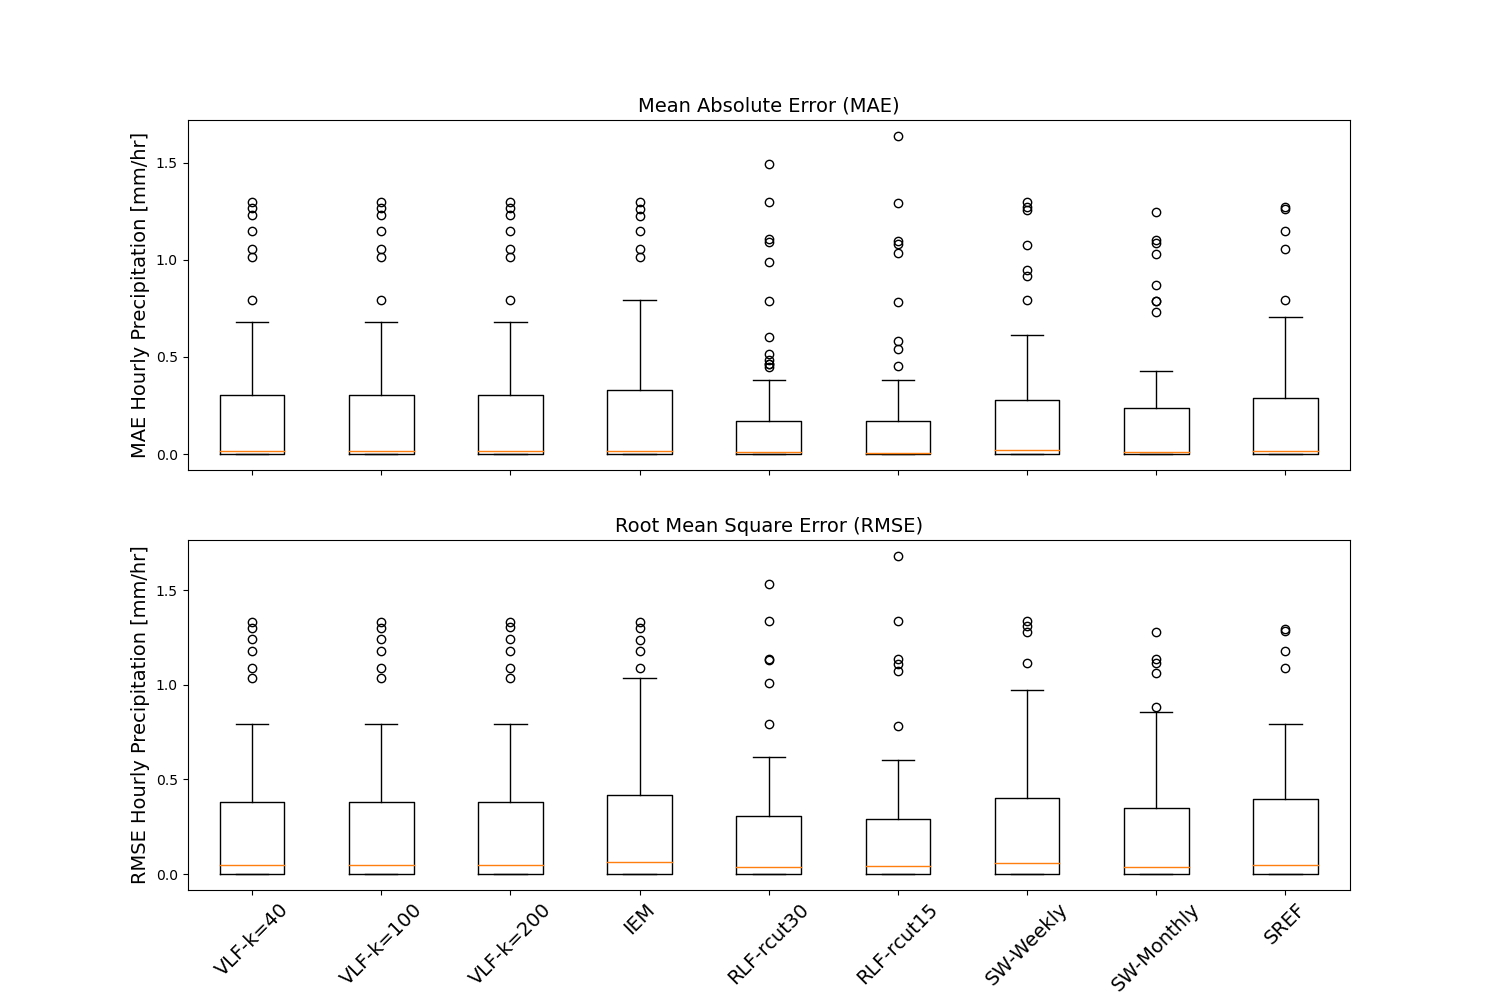 Mean Absolute Error (MAE)
MAE Hourly Precipitation [mm/hr]
1.5
1.0
0.5
0.0
Root Mean Square Error (RMSE)
RMSE Hourly Precipitation [mm/hr]
1.5
1.0
0.5
0.0
VLF-k=40
VLF-k=100
VLF-k=200
IEM
RLF-rcut30
RLF-rcut15
SW-Weekly
SW-Monthly
SREF